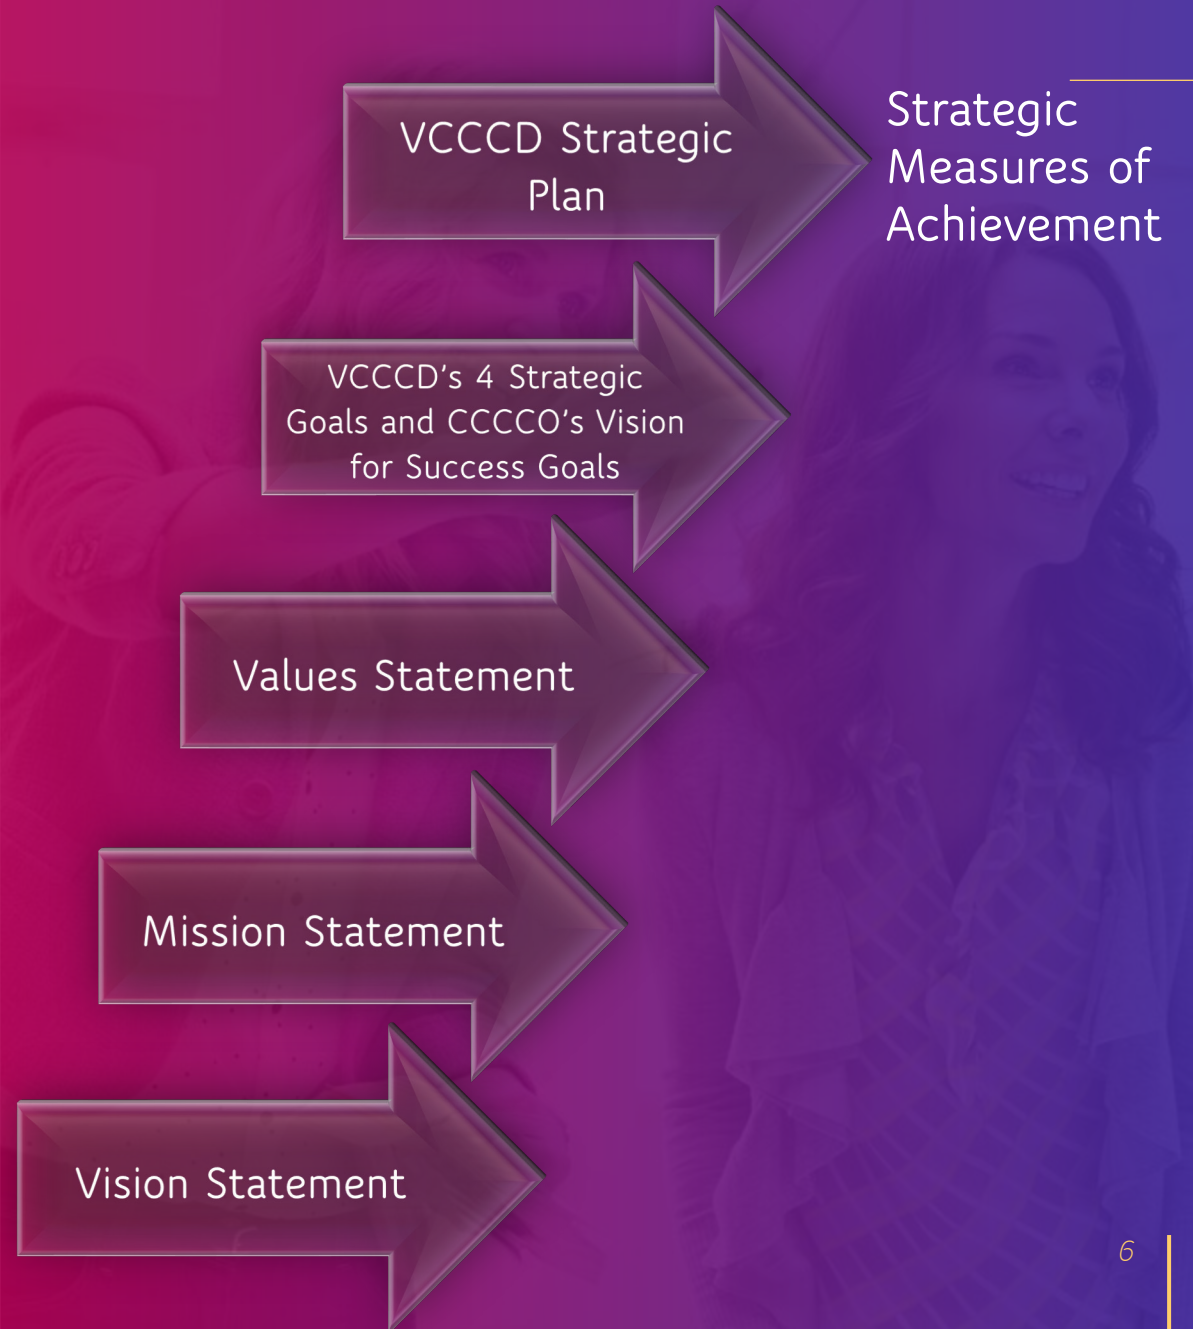 VCCCD Strategic
Plan
Strategic
Measures of
Achievement
VCCCD's 4 Strategic
Goals and CCCCO's Vision
for Success Goals
Values Statement
Mission Statement
Vision Statement
6